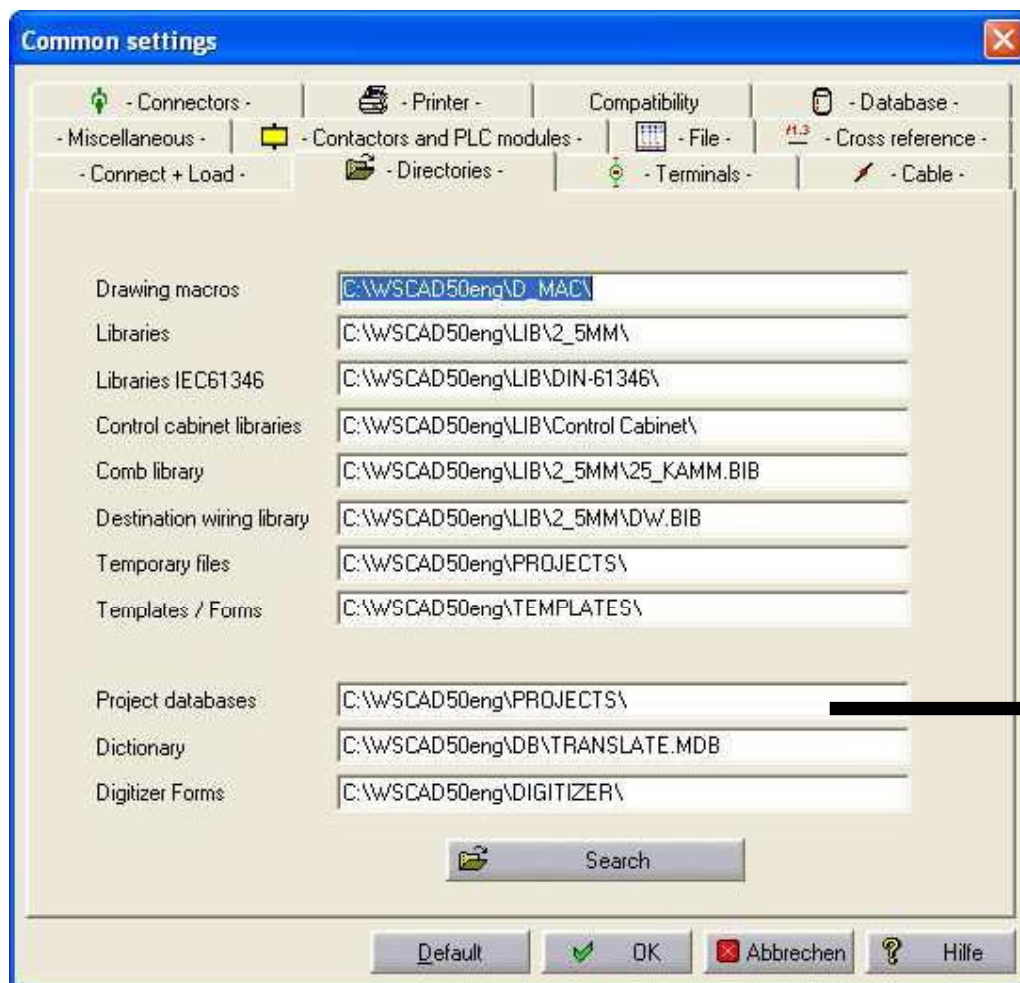 Common settings
- Connectors - - Printer - Compatibility - Database -
- Miscellaneous - - Contactors and PLC modules - - File - /1.3 - Cross reference -
- Connect + Load - - Directories - - Terminals - - Cable -
Drawing macros C:\WSCAD50eng\D_MAC\
Libraries C:\WSCAD50eng\LIB\2_5MM\
Libraries IEC61346 C:\WSCAD50eng\LIB\DIN-61346\
Control cabinet libraries C:\WSCAD50eng\LIB\Control Cabinet\
Comb library C:\WSCAD50eng\LIB\2_5MM\25_KAMM.BIB
Destination wiring library C:\WSCAD50eng\LIB\2_5MM\DW.BIB
Temporary files C:\WSCAD50eng\PROJECTS\
Templates / Forms C:\WSCAD50eng\TEMPLATES\
Project databases C:\WSCAD50eng\PROJECTS\
Dictionary C:\WSCAD50eng\DB\TRANSLATE.MDB
Digitizer Forms C:\WSCAD50eng\DIGITIZER\
Search
Default OK Abbrechen Hilfe